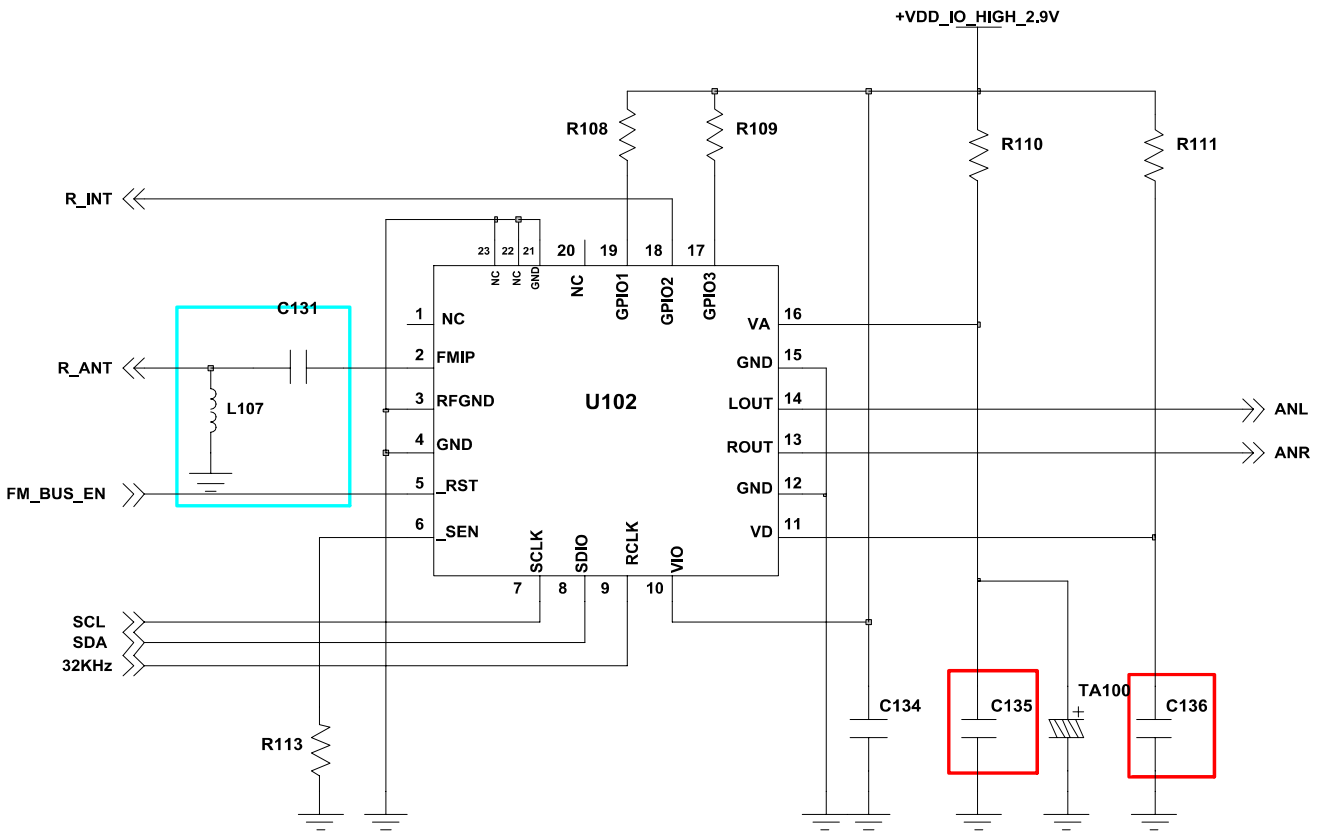 +VDD_IO_HIGH_2.9V
R108
R109
R110
R111
R_INT
23 22 21 20 19 18 17
NC NC GND NC GPIO1 GPIO2 GPIO3
C131
1 NC
VA 16
R_ANT
2 FMIP
GND 15
L107
3 RFGND
U102
LOUT 14
ANL
4 GND
ROUT 13
ANR
FM_BUS_EN
5 _RST
GND 12
6 _SEN
VD 11
SCLK SDIO RCLK VIO
7 8 9 10
SCL
SDA
32KHz
R113
C134
C135
TA100
+
C136